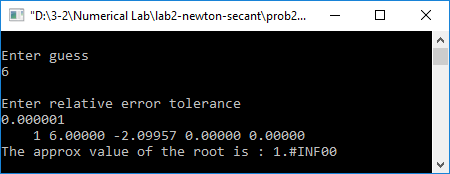 "D:\3-2\Numerical Lab\lab2-newton-secant\prob2...
Enter guess
6
Enter relative error tolerance
0.000001
1 6.00000 -2.09957 0.00000 0.00000
The approx value of the root is : 1.#INF00